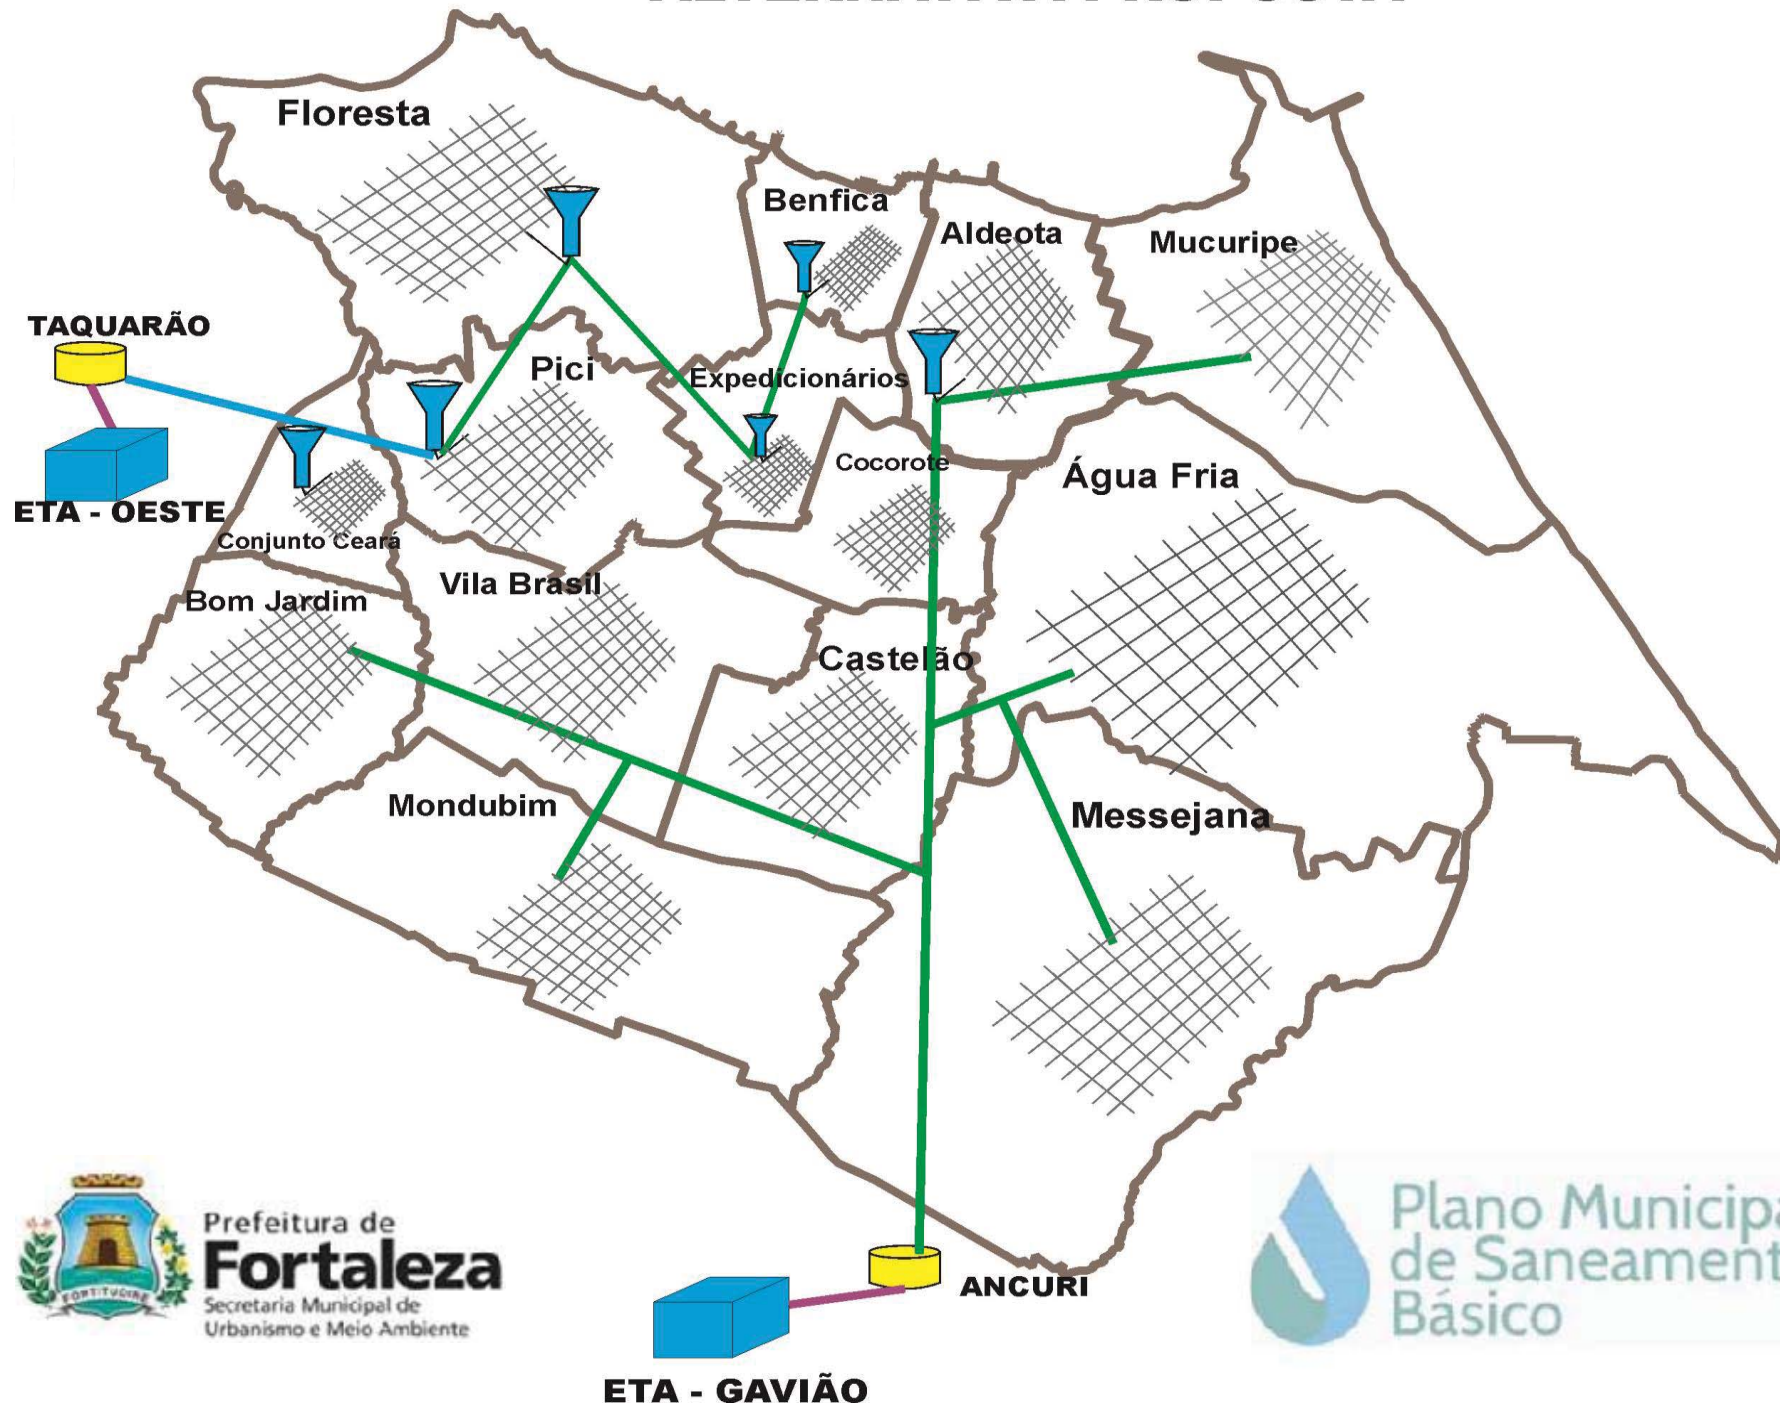 Floresta
Benfica
Aldeota
Mucuripe
TAQUARÃO
Pici
Expedicionários
Cocorote
Água Fria
ETA - OESTE
Conjunto Ceará
Vila Brasil
Bom Jardim
Castelão
Mondubim
Messejana
Prefeitura de
Fortaleza
Secretaria Municipal de
Urbanismo e Meio Ambiente
FORTITUDINE
ANCURI
ETA - GAVIÃO
Plano Municipa
de Saneament
Básico